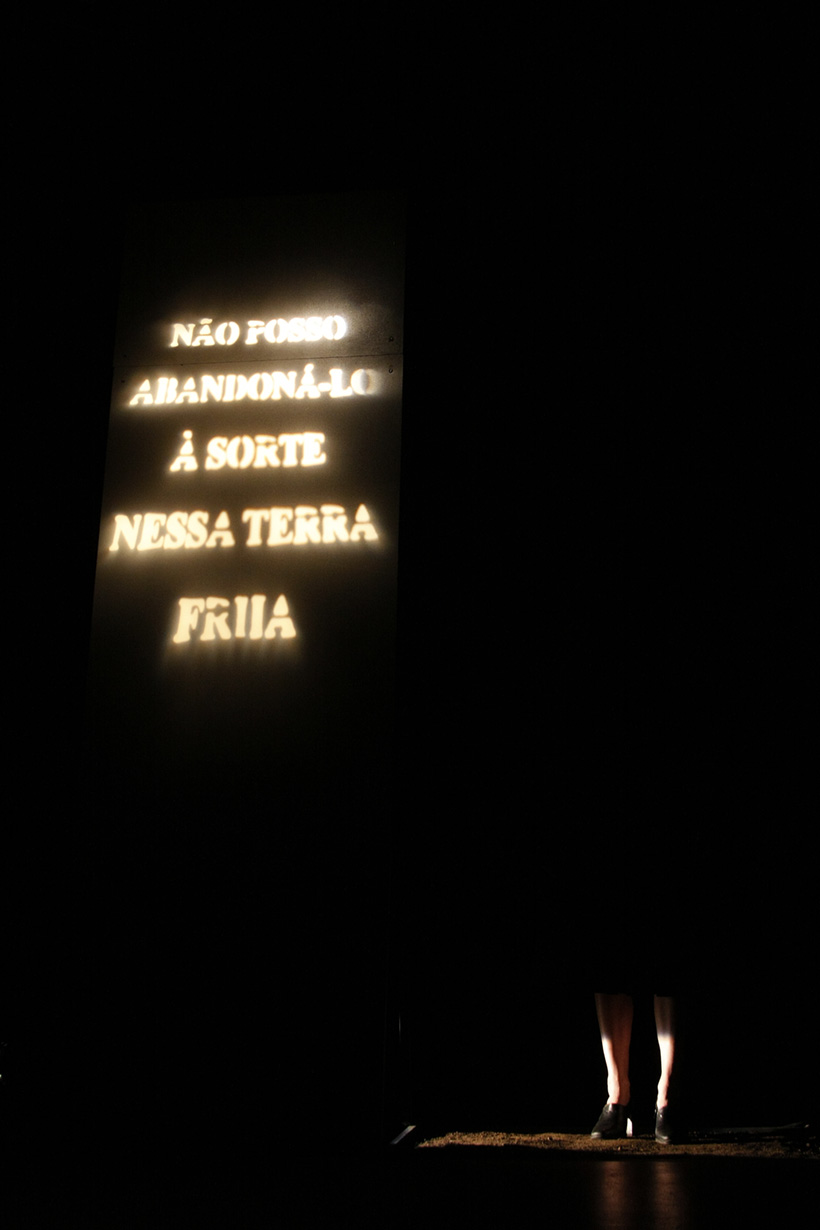 NÃO POSSO
ABANDONÁ-LO
À SORTE
NESSA TERRA
FRIIA